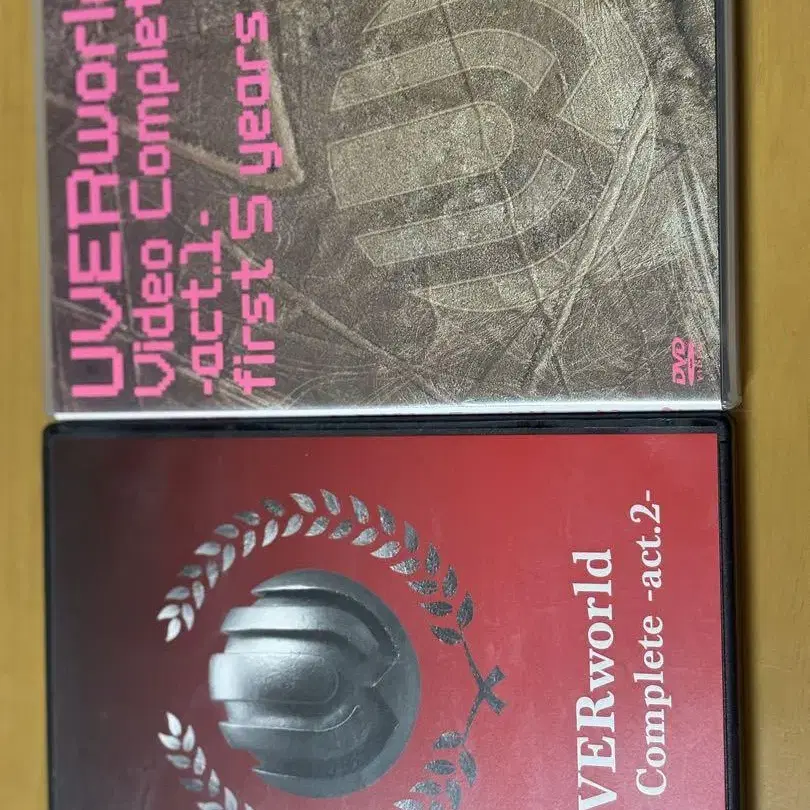 UVERworl
Video Complet
-act.1-
first 5 years
DVD
VERworld
Complete -act.2-